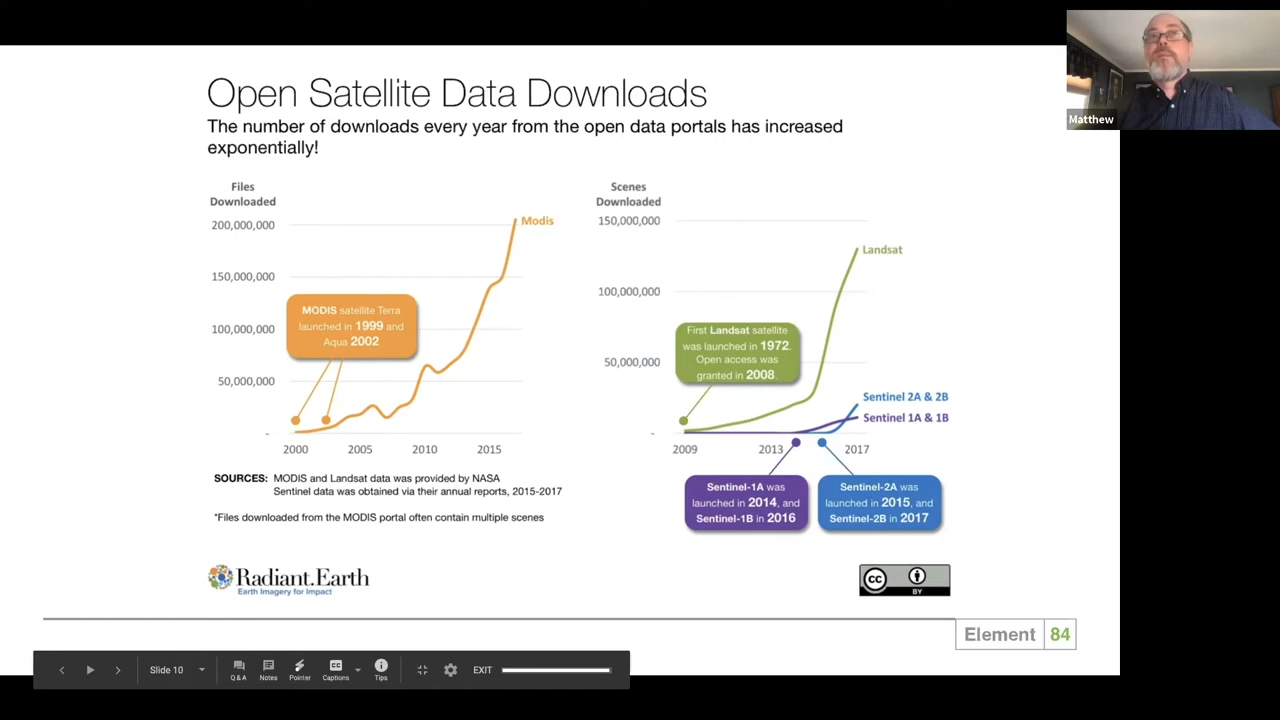 Open Satellite Data Downloads
The number of downloads every year from the open data portals has increased
exponentially!
Files
Downloaded
200,000,000
150,000,000
100,000,000
50,000,000
-
Modis
MODIS satellite Terra
launched in 1999 and
Aqua 2002
2000
2005
2010
2015
Scenes
Downloaded
150,000,000
100,000,000
50,000,000
-
Landsat
First Landsat satellite
was launched in 1972.
Open access was
granted in 2008.
Sentinel 2A & 2B
Sentinel 1A & 1B
2009
2013
2017
Sentinel-1A was
launched in 2014, and
Sentinel-1B in 2016
Sentinel-2A was
launched in 2015, and
Sentinel-2B in 2017
SOURCES: MODIS and Landsat data was provided by NASA
Sentinel data was obtained via their annual reports, 2015-2017
*Files downloaded from the MODIS portal often contain multiple scenes
Radiant.Earth
Earth Imagery for Impact
cc
BY
Element 84
Slide 10
Q & A
Notes
Pointer
CC
Captions
Tips
EXIT
Matthew